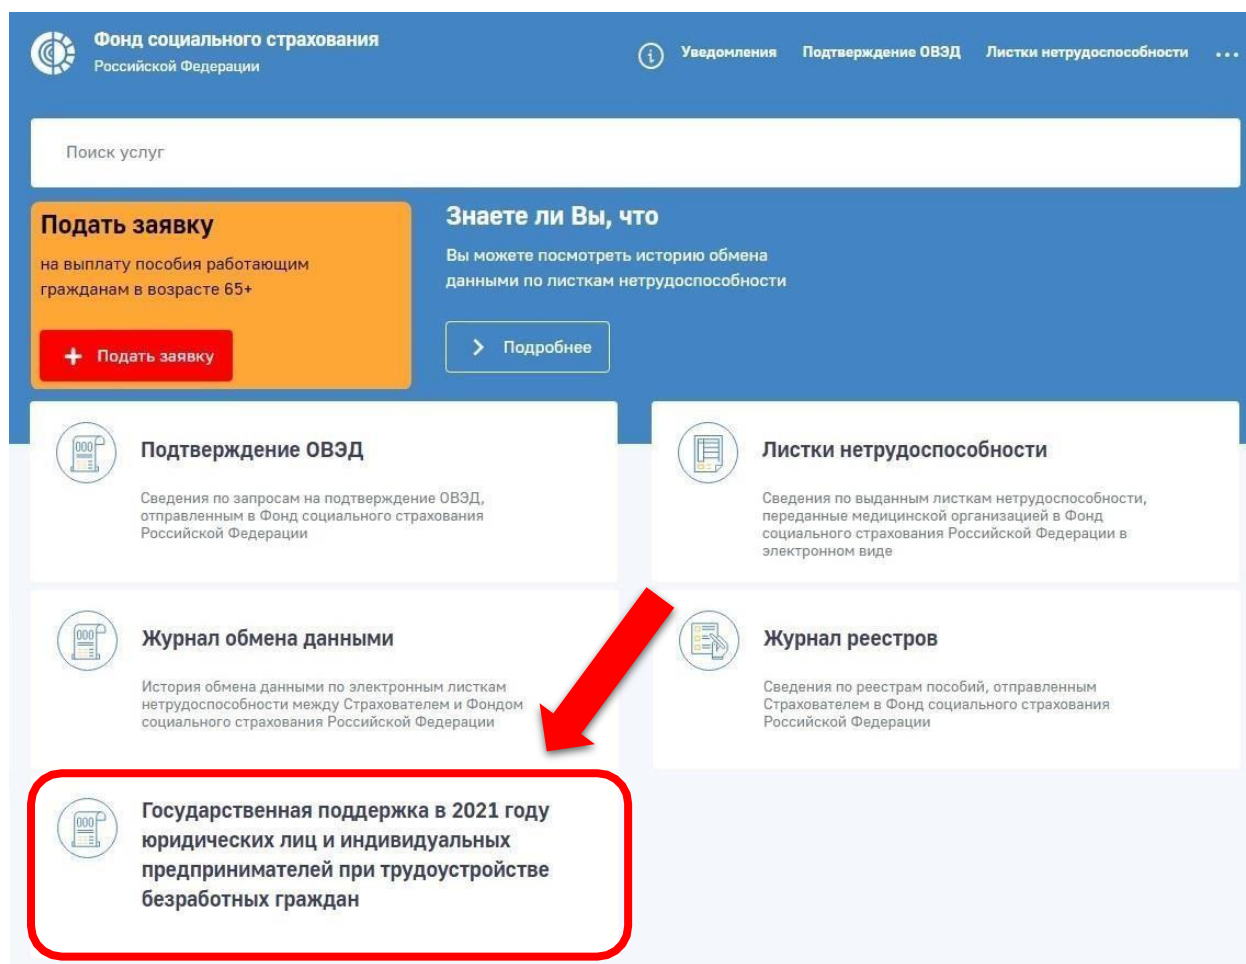 Фонд социального страхования
Российской Федерации
Уведомления
Подтверждение ОВЭД
Листки нетрудоспособности
Поиск услуг
Подать заявку
на выплату пособия работающим
гражданам в возрасте 65+
Подать заявку
Знаете ли Вы, что
Вы можете посмотреть историю обмена
данными по листкам нетрудоспособности
Подробнее
Подтверждение ОВЭД
Сведения по запросам на подтверждение ОВЭД,
отправленным в Фонд социального страхования
Российской Федерации
Листки нетрудоспособности
Сведения по выданным листкам нетрудоспособности,
переданные медицинской организацией в Фонд
социального страхования Российской Федерации в
электронном виде
Журнал обмена данными
История обмена данными по электронным листкам
нетрудоспособности между Страхователем и Фондом
социального страхования Российской Федерации
Журнал реестров
Сведения по реестрам пособий, отправленным
Страхователем в Фонд социального страхования
Российской Федерации
Государственная поддержка в 2021 году
юридических лиц и индивидуальных
предпринимателей при трудоустройстве
безработных граждан